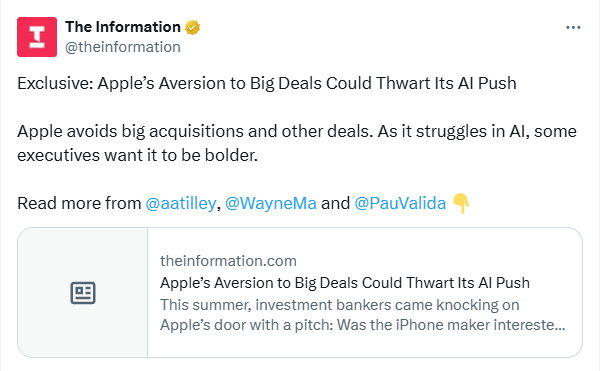 The Information
@theinformation
Exclusive: Apple’s Aversion to Big Deals Could Thwart Its AI Push
Apple avoids big acquisitions and other deals. As it struggles in AI, some
executives want it to be bolder.
Read more from @aatilley, @WayneMa and @PauValida 👇
theinformation.com
Apple’s Aversion to Big Deals Could Thwart Its AI Push
This summer, investment bankers came knocking on
Apple’s door with a pitch: Was the iPhone maker intereste...